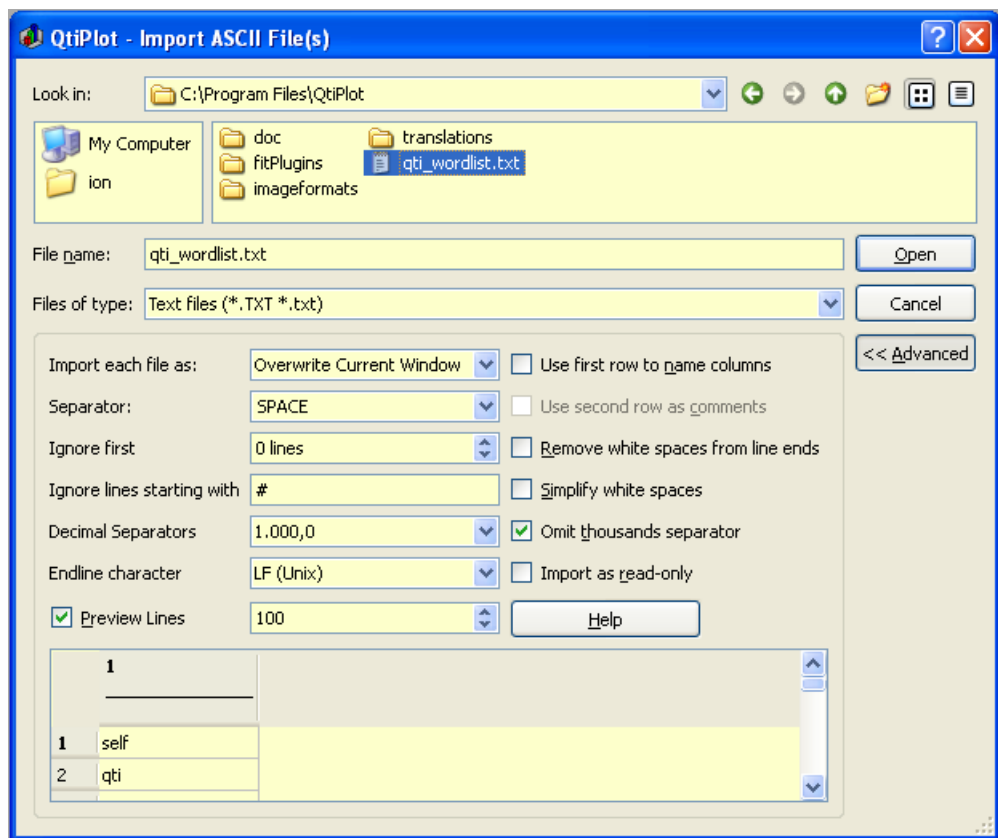 QtiPlot - Import ASCII File(s)
Look in: C:\Program Files\QtiPlot
My Computer
ion
doc
fitPlugins
imageformats
translations
qti_wordlist.txt
File name: qti_wordlist.txt Open
Files of type: Text files (*.TXT *.txt) Cancel
<< Advanced
Import each file as: Overwrite Current Window Use first row to name columns
Separator: SPACE Use second row as comments
Ignore first 0 lines Remove white spaces from line ends
Ignore lines starting with # Simplify white spaces
Decimal Separators 1.000,0 Omit thousands separator
Endline character LF (Unix) Import as read-only
Preview Lines 100 Help
1
1 self
2 qti